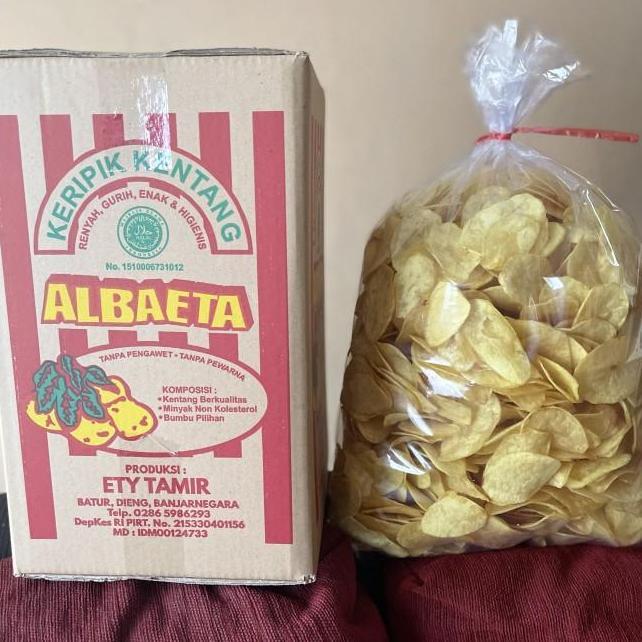 KERIPIK KENTANG
RENYAH, GURIH, ENAK & HIGIENIS
No. 1510006731012
ALBAETA
TANPA PENGAWET • TANPA PEWARNA
KOMPOSISI :
•Kentang Berkualitas
•Minyak Non Kolesterol
•Bumbu Pilihan
PRODUKSI :
ETY TAMIR
BATUR, DIENG, BANJARNEGARA
Telp. 0286 5986293
DepKes RI PIRT. No. 215330401156
MD : IDM00124733